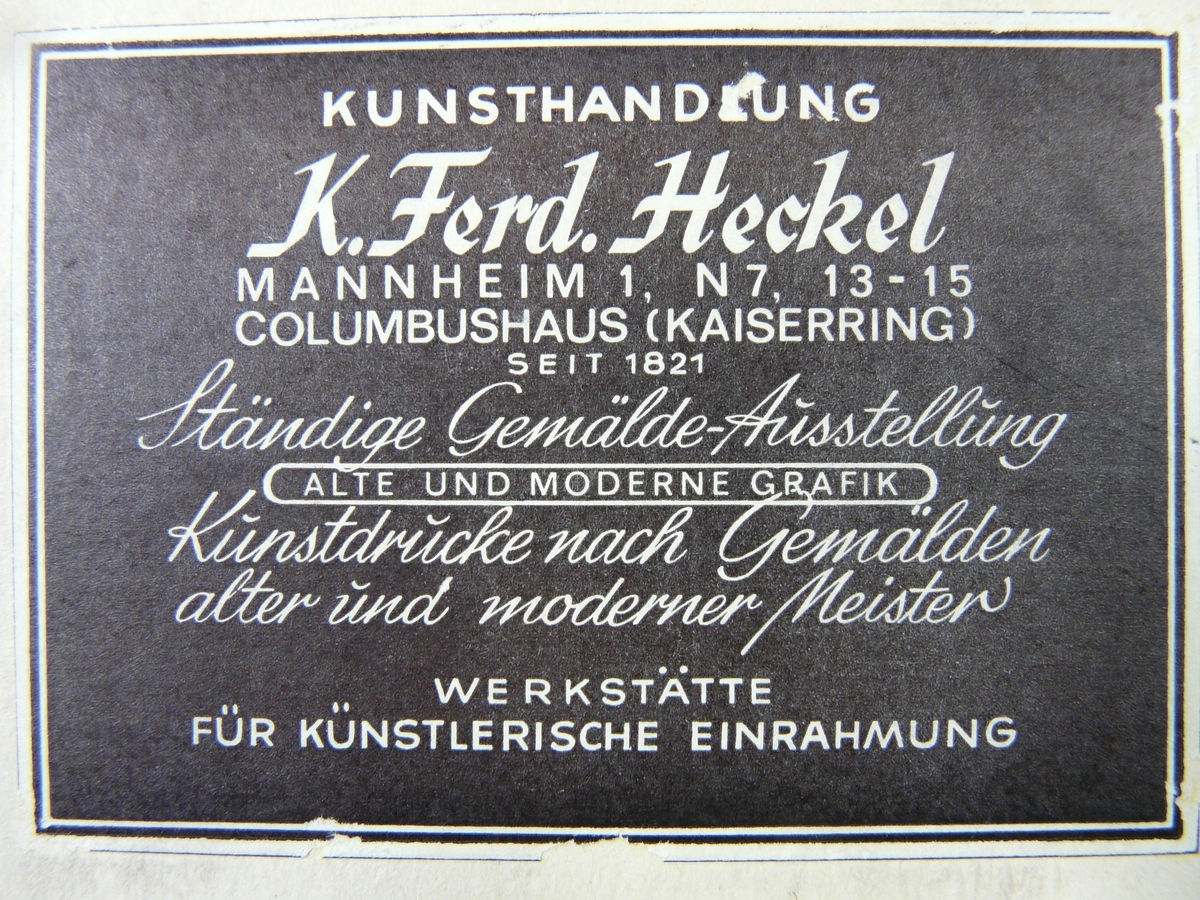 KUNSTHANDLUNG
K. Ferd. Heckel
MANNHEIM 1, N 7, 13-15
COLUMBUSHAUS (KAISERRING)
SEIT 1821
Ständige Gemälde-Ausstellung
ALTE UND MODERNE GRAFIK
Kunstdrucke nach Gemälden
alter und moderner Meister
WERKSTÄTTE
FÜR KÜNSTLERISCHE EINRAHMUNG